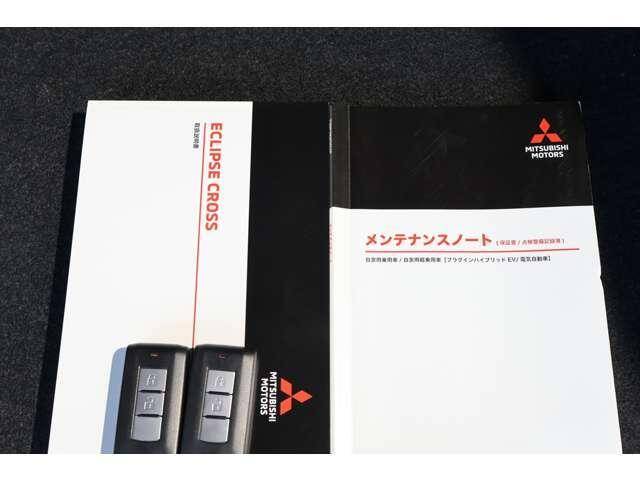 ECLIPSE CROSS
取扱説明書
MITSUBISHI
MOTORS
MITSUBISHI
MOTORS
メンテナンスノート（保証書 / 点検整備記録簿）
自家用乗用車 / 自家用軽乗用車［プラグインハイブリッドEV/ 電気自動車］